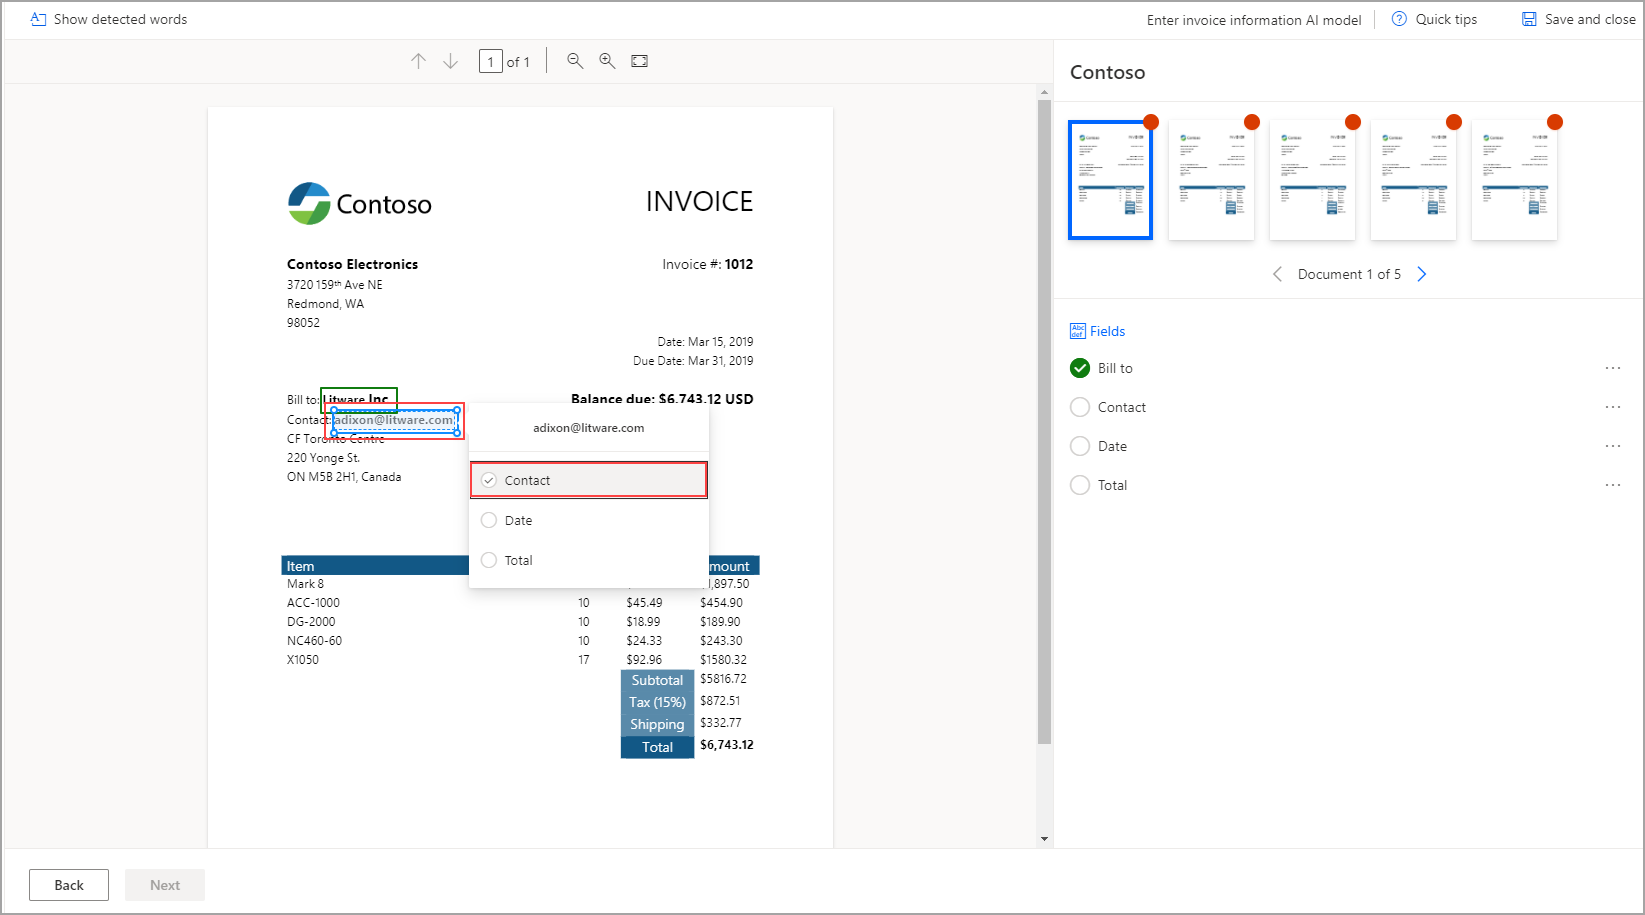 Show detected words
Enter invoice information AI model
Quick tips
Save and close
1 of 1
Contoso
Document 1 of 5
Fields
Bill to
Contact
Date
Total
Contoso
INVOICE
Contoso Electronics
Invoice #: 1012
3720 159th Ave NE
Redmond, WA
98052
Date: Mar 15, 2019
Due Date: Mar 31, 2019
Bill to: Litware Inc
Balance due: $6,743.12 USD
Contact: adixon@litware.com
CF Toronto Centre
220 Yonge St.
ON M5B 2H1, Canada
adixon@litware.com
Contact
Date
Total
Item mount
Mark 8 ,897.50
ACC-1000 10 $45.49 $454.90
DG-2000 10 $18.99 $189.90
NC460-60 10 $24.33 $243.30
X1050 17 $92.96 $1580.32
Subtotal $5816.72
Tax (15%) $872.51
Shipping $332.77
Total $6,743.12
Back
Next